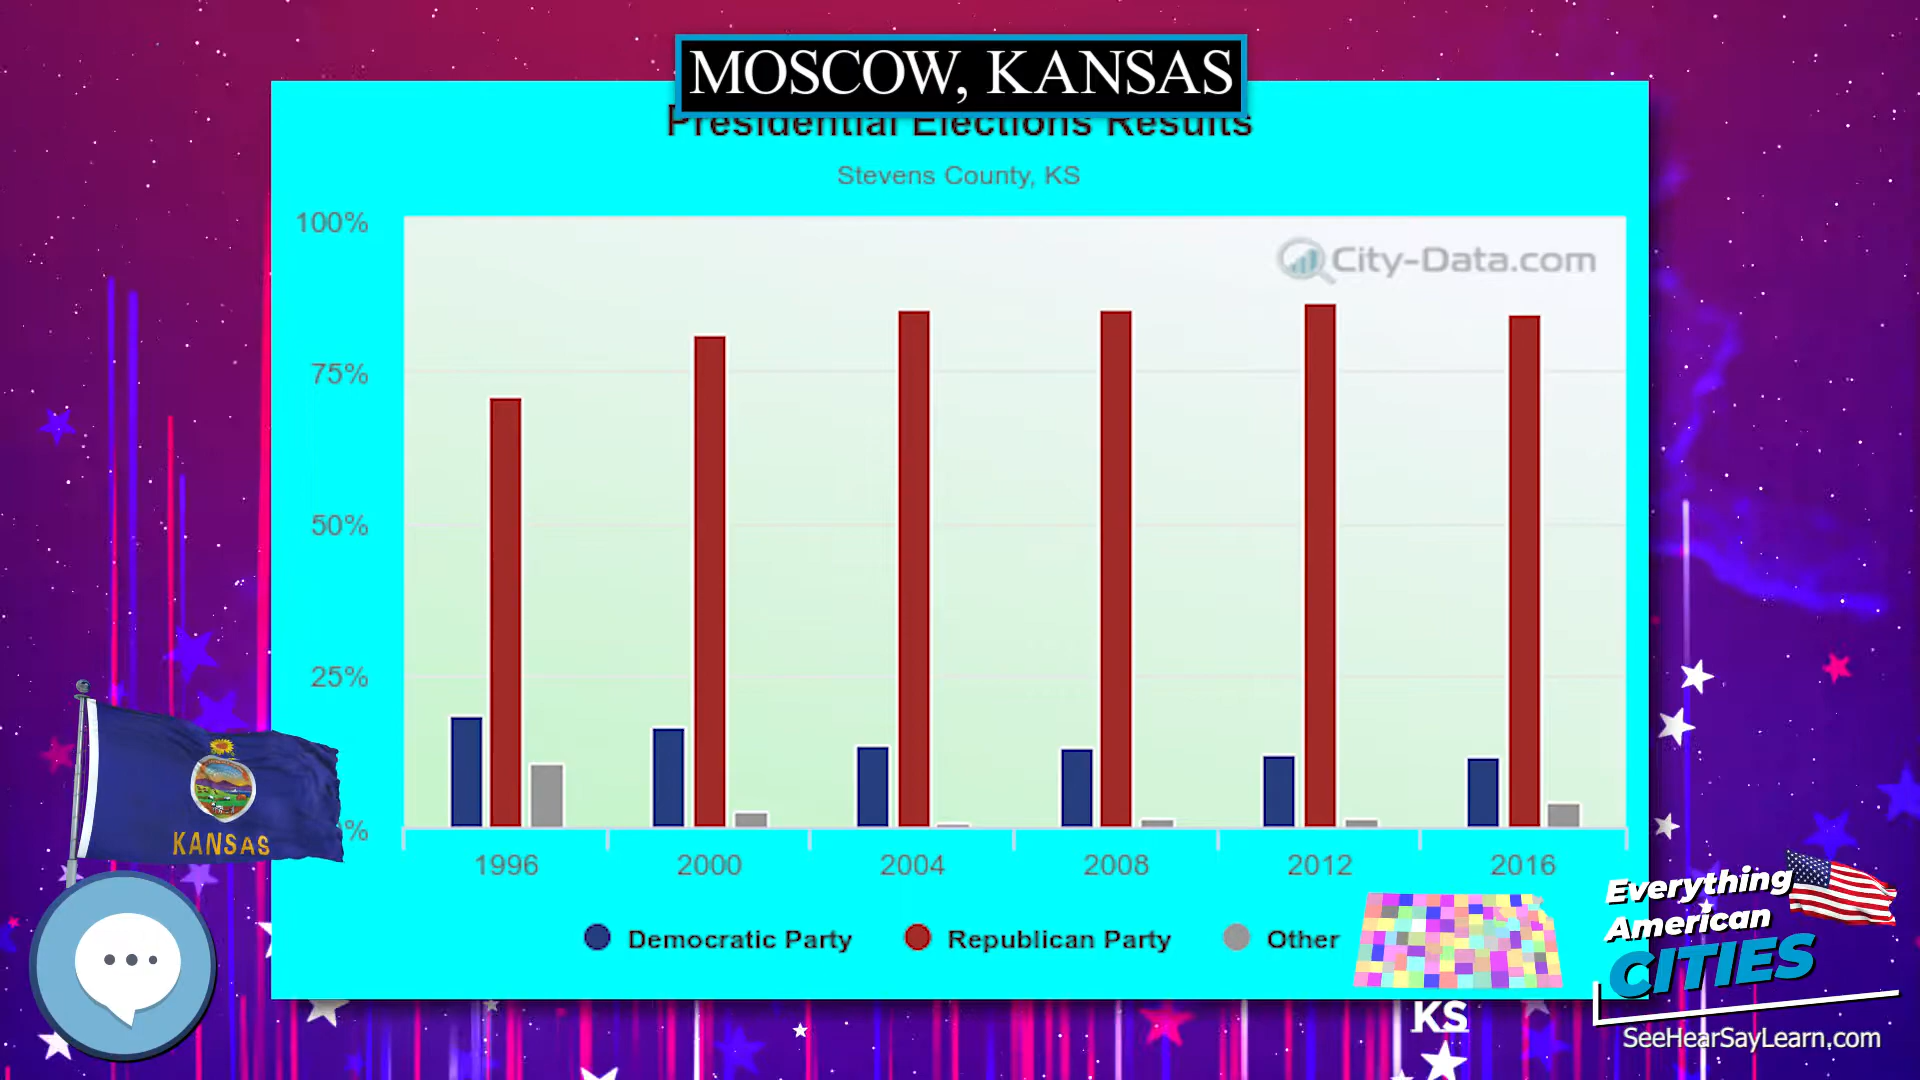 MOSCOW, KANSAS
Presidential Elections Results
Stevens County, KS
City-Data.com
100%
75%
50%
25%
%
1996 2000 2004 2008 2012 2016
Democratic Party Republican Party Other
KANSAS
KS
Everything
American
CITIES
SeeHearSayLearn.com